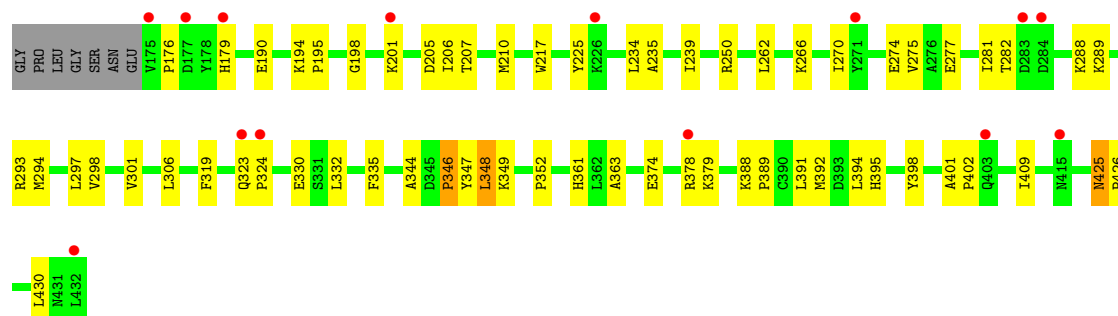 GLY PRO LEU GLY SER ASN GLU V175 P176 D177 Y178 H179 E190 K194 P195 G198 K201 D205 I206 T207 M210 W217 Y225 K226 L234 A235 I239 R250 L262 K266 I270 Y271 E274 V275 A276 E277 I281 T282 D283 D284 K288 K289
R293 M294 L297 V298 V301 L306 F319 Q323 P324 E330 S331 L332 F335 A344 D345 P346 Y347 L348 K349 P352 H361 L362 A363 E374 R378 K379 K388 P389 C390 L391 M392 D393 L394 H395 Y398 A401 P402 Q403 I409 N415 N425
L430 N431 L432